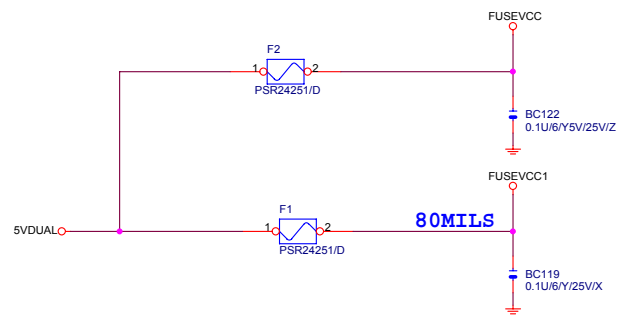 FUSEVCC
F2
1 2
PSR24251/D
BC122
0.1U/6/Y5V/25V/Z
FUSEVCC1
F1
80MILS
5VDUAL
1 2
PSR24251/D
BC119
0.1U/6/Y/25V/X